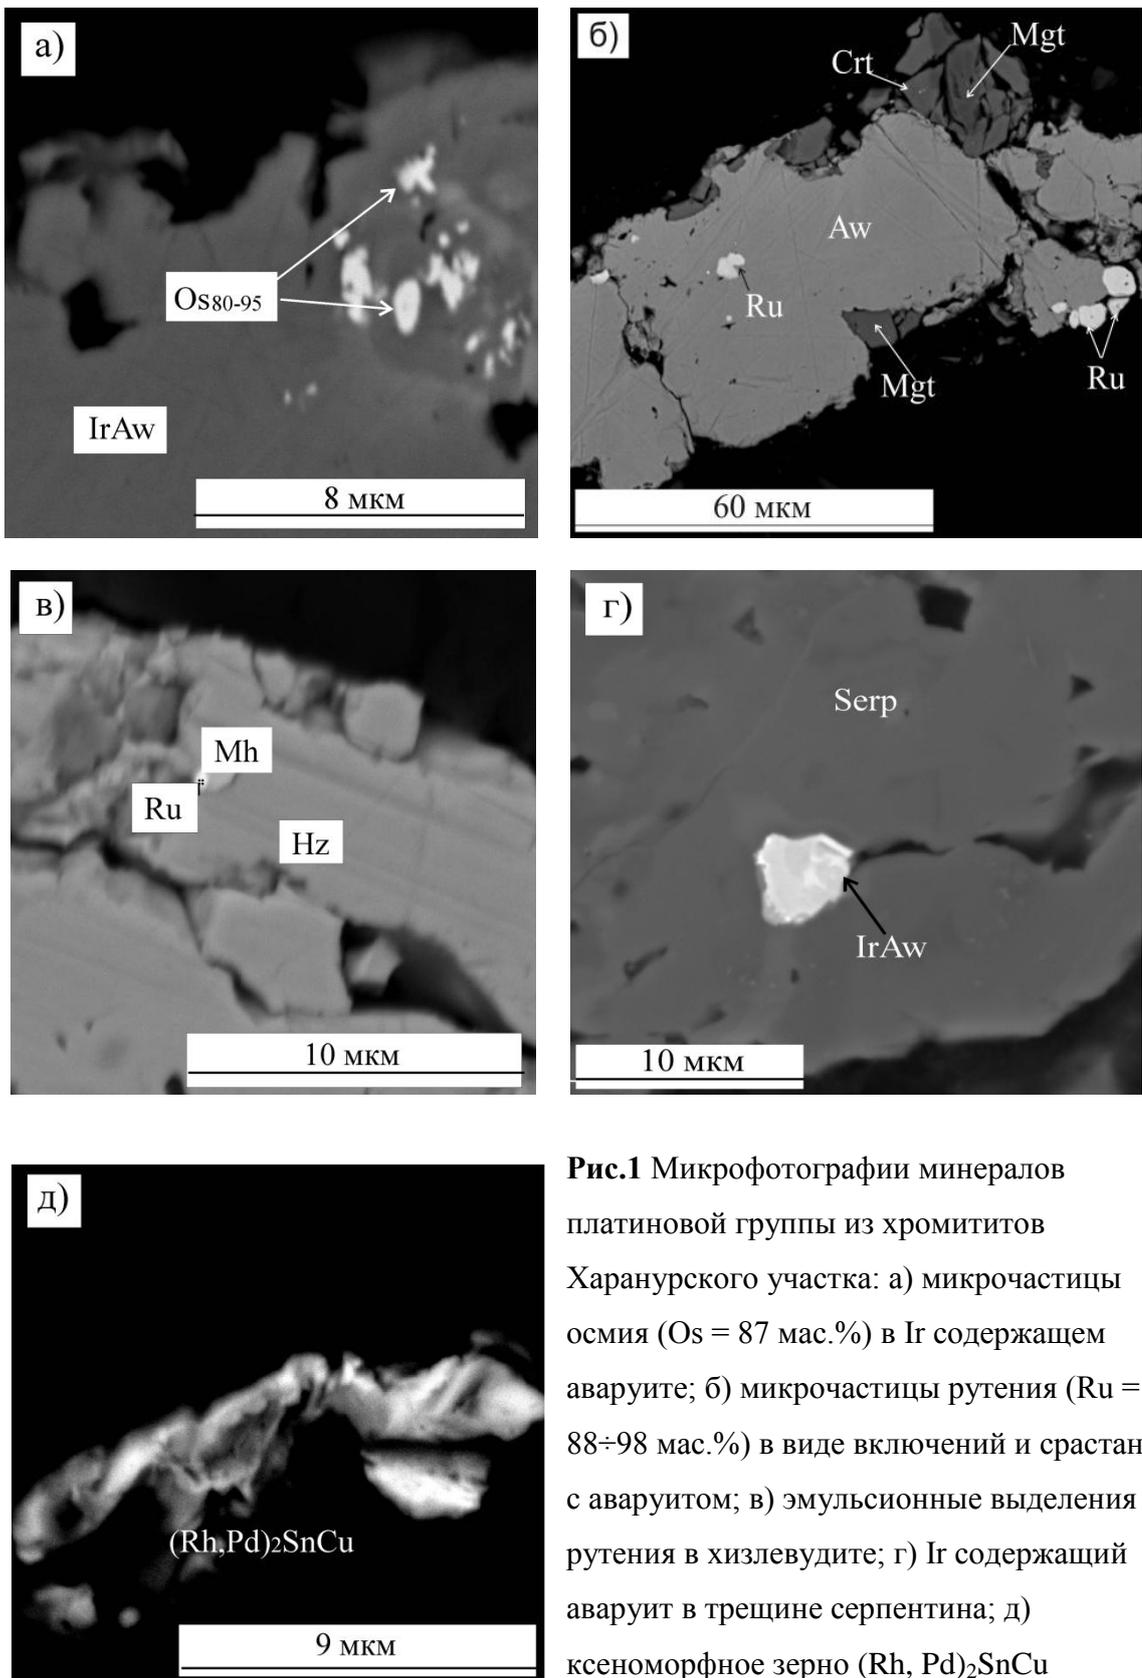 а)
Os80-95
IrAw
8 мкм
б)
Mgt
Crt
Aw
Ru
Mgt
Ru
60 мкм
в)
Mh
Ru
Hz
10 мкм
г)
Serp
IrAw
10 мкм
д)
(Rh,Pd)2SnCu
9 мкм
Рис.1 Микрофотографии минералов
платиновой группы из хромититов
Харанурского участка: а) микрочастицы
осмия (Os = 87 мас.%) в Ir содержащем
аваруите; б) микрочастицы рутения (Ru =
88÷98 мас.%) в виде включений и срастан
с аваруитом; в) эмульсионные выделения
рутения в хизлевудите; г) Ir содержащий
аваруит в трещине серпентина; д)
ксеноморфное зерно (Rh, Pd)2SnCu